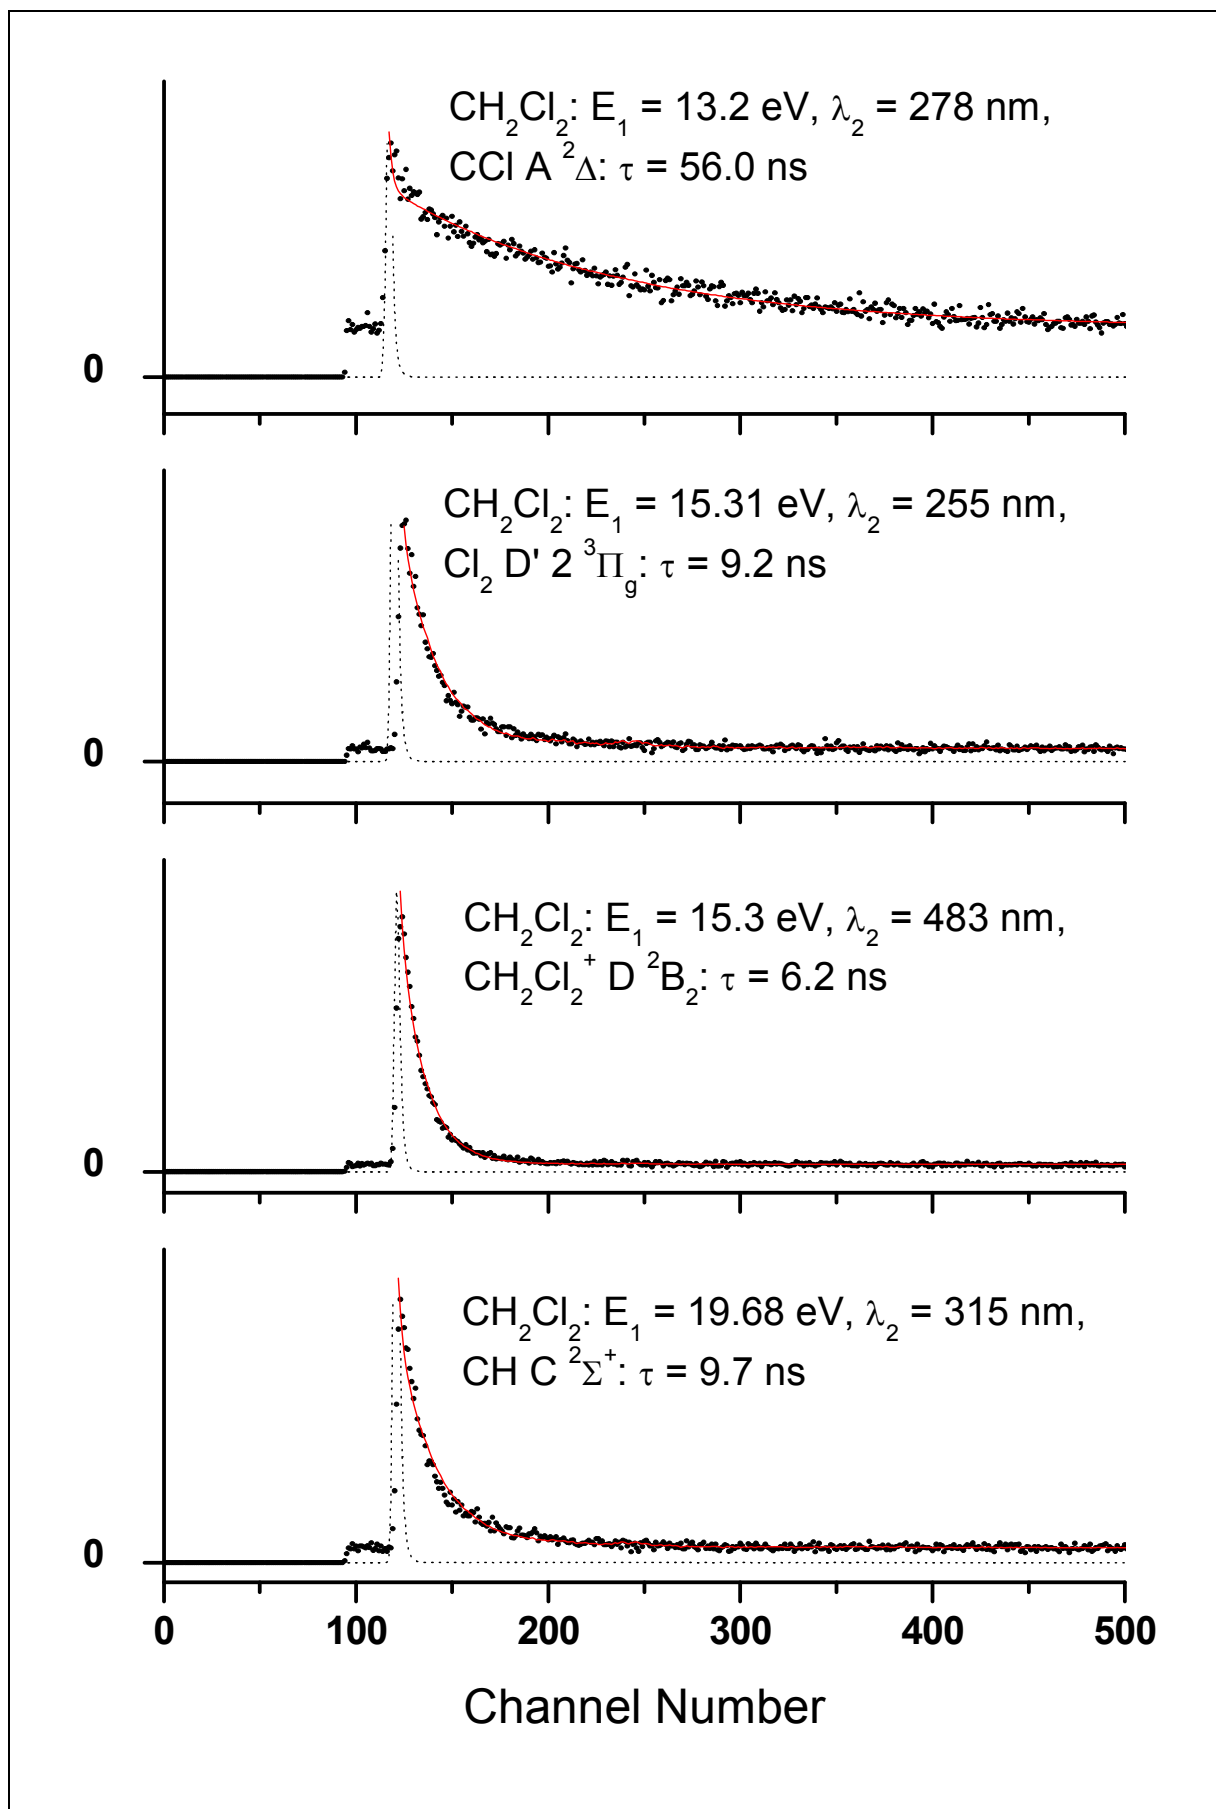 CH₂Cl₂: E₁ = 13.2 eV, λ₂ = 278 nm,
CCl A ²Δ: τ = 56.0 ns
0
CH₂Cl₂: E₁ = 15.31 eV, λ₂ = 255 nm,
Cl₂ D' 2 ³Π_g: τ = 9.2 ns
0
CH₂Cl₂: E₁ = 15.3 eV, λ₂ = 483 nm,
CH₂Cl₂⁺ D ²B₂: τ = 6.2 ns
0
CH₂Cl₂: E₁ = 19.68 eV, λ₂ = 315 nm,
CH C ²Σ⁺: τ = 9.7 ns
0
0 100 200 300 400 500
Channel Number